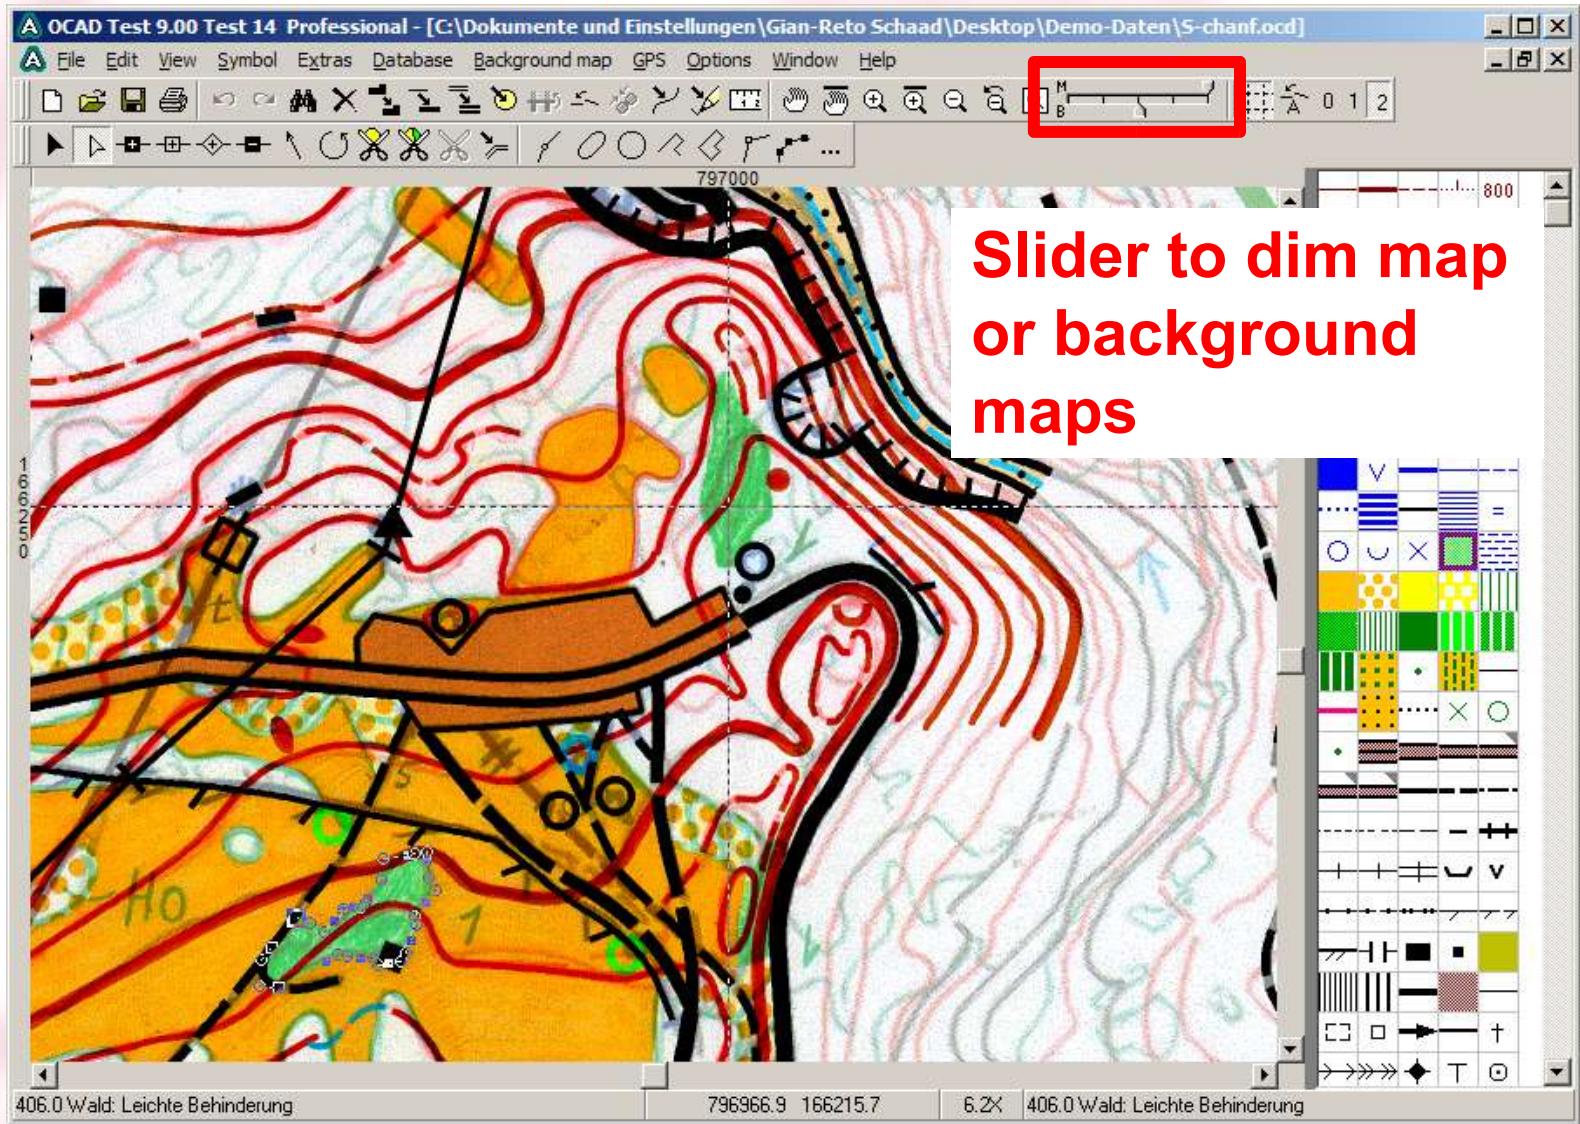 OCAD Test 9.00 Test 14 Professional - [C:\Dokumente und Einstellungen\Gian-Reto Schaad\Desktop\Demo-Daten\S-chanf.ocd]
File Edit View Symbol Extras Database Background map GPS Options Window Help
M
B
A 0 1 2
...
797000
800
Slider to dim map
or background
maps
166250
t
s
Ho
1
406.0 Wald: Leichte Behinderung 796966.9 166215.7 6.2X 406.0 Wald: Leichte Behinderung